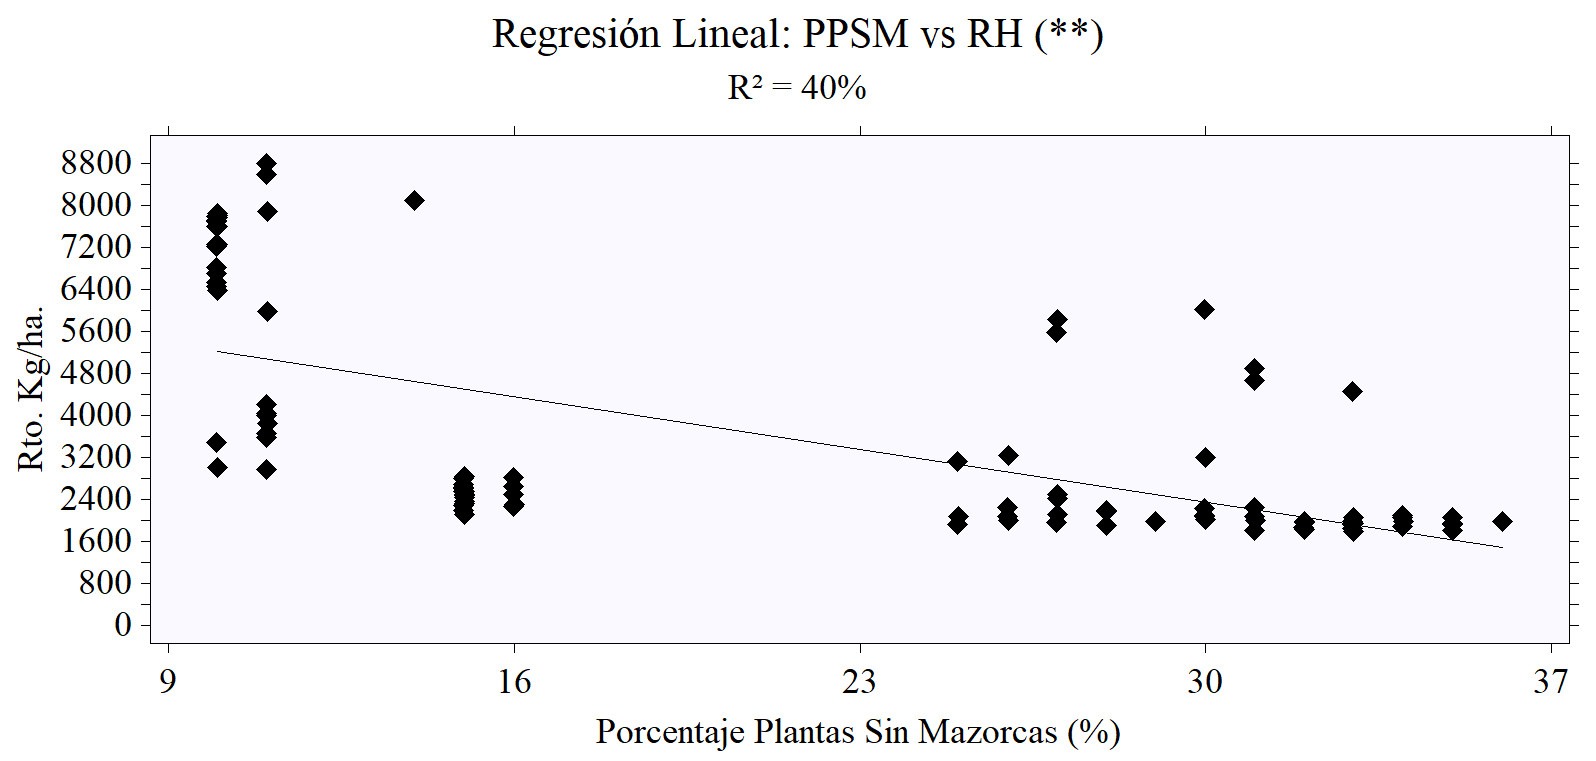 Regresión Lineal: PPSM vs RH (**)
R² = 40%
Rto. Kg/ha.
8800
8000
7200
6400
5600
4800
4000
3200
2400
1600
800
0
9 16 23 30 37
Porcentaje Plantas Sin Mazorcas (%)